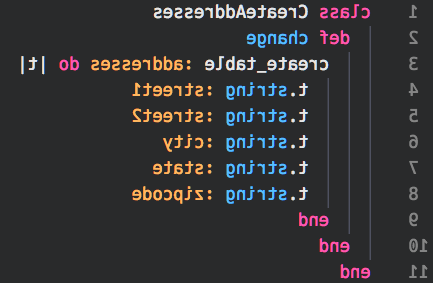 1 class CreateAddresses
2 def change
3 create_table :addresses do |t|
4 t.string :street1
5 t.string :street2
6 t.string :city
7 t.string :state
8 t.string :zipcode
9 end
10 end
11 end